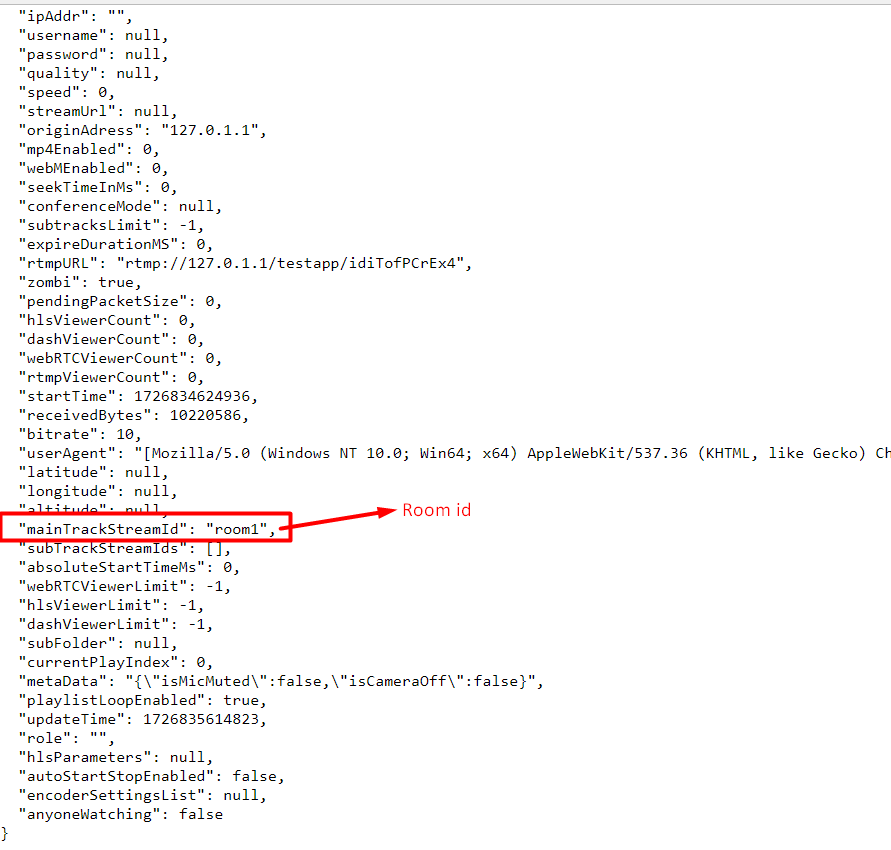 "ipAddr": "",
"username": null,
"password": null,
"quality": null,
"speed": 0,
"streamUrl": null,
"originAdress": "127.0.1.1",
"mp4Enabled": 0,
"webMEnabled": 0,
"seekTimeInMs": 0,
"conferenceMode": null,
"subtracksLimit": -1,
"expireDurationMS": 0,
"rtmpURL": "rtmp://127.0.1.1/testapp/idiTofPCrEx4",
"zombi": true,
"pendingPacketSize": 0,
"hlsViewerCount": 0,
"dashViewerCount": 0,
"webRTCViewerCount": 0,
"rtmpViewerCount": 0,
"startTime": 1726834624936,
"receivedBytes": 10220586,
"bitrate": 10,
"userAgent": "[Mozilla/5.0 (Windows NT 10.0; Win64; x64) AppleWebKit/537.36 (KHTML, like Gecko) Ch
"latitude": null,
"longitude": null,
"altitude": null,
"mainTrackStreamId": "room1", Room id
"subTrackStreamIds": [],
"absoluteStartTimeMs": 0,
"webRTCViewerLimit": -1,
"hlsViewerLimit": -1,
"dashViewerLimit": -1,
"subFolder": null,
"currentPlayIndex": 0,
"metaData": "{\"isMicMuted\":false,\"isCameraOff\":false}",
"playlistLoopEnabled": true,
"updateTime": 1726835614823,
"role": "",
"hlsParameters": null,
"autoStartStopEnabled": false,
"encoderSettingsList": null,
"anyoneWatching": false
}